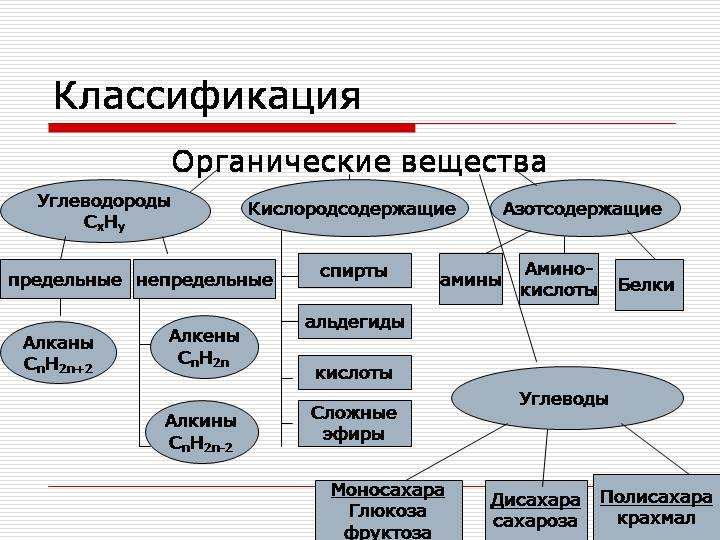 Классификация
Органические вещества
Углеводороды
CxHy
Кислородсодержащие
Азотсодержащие
предельные
непредельные
спирты
амины
Амино-
кислоты
Белки
Алканы
CnH2n+2
Алкены
CnH2n
альдегиды
кислоты
Углеводы
Алкины
CnH2n-2
Сложные
эфиры
Моносахара
Глюкоза
фруктоза
Дисахара
сахароза
Полисахара
крахмал